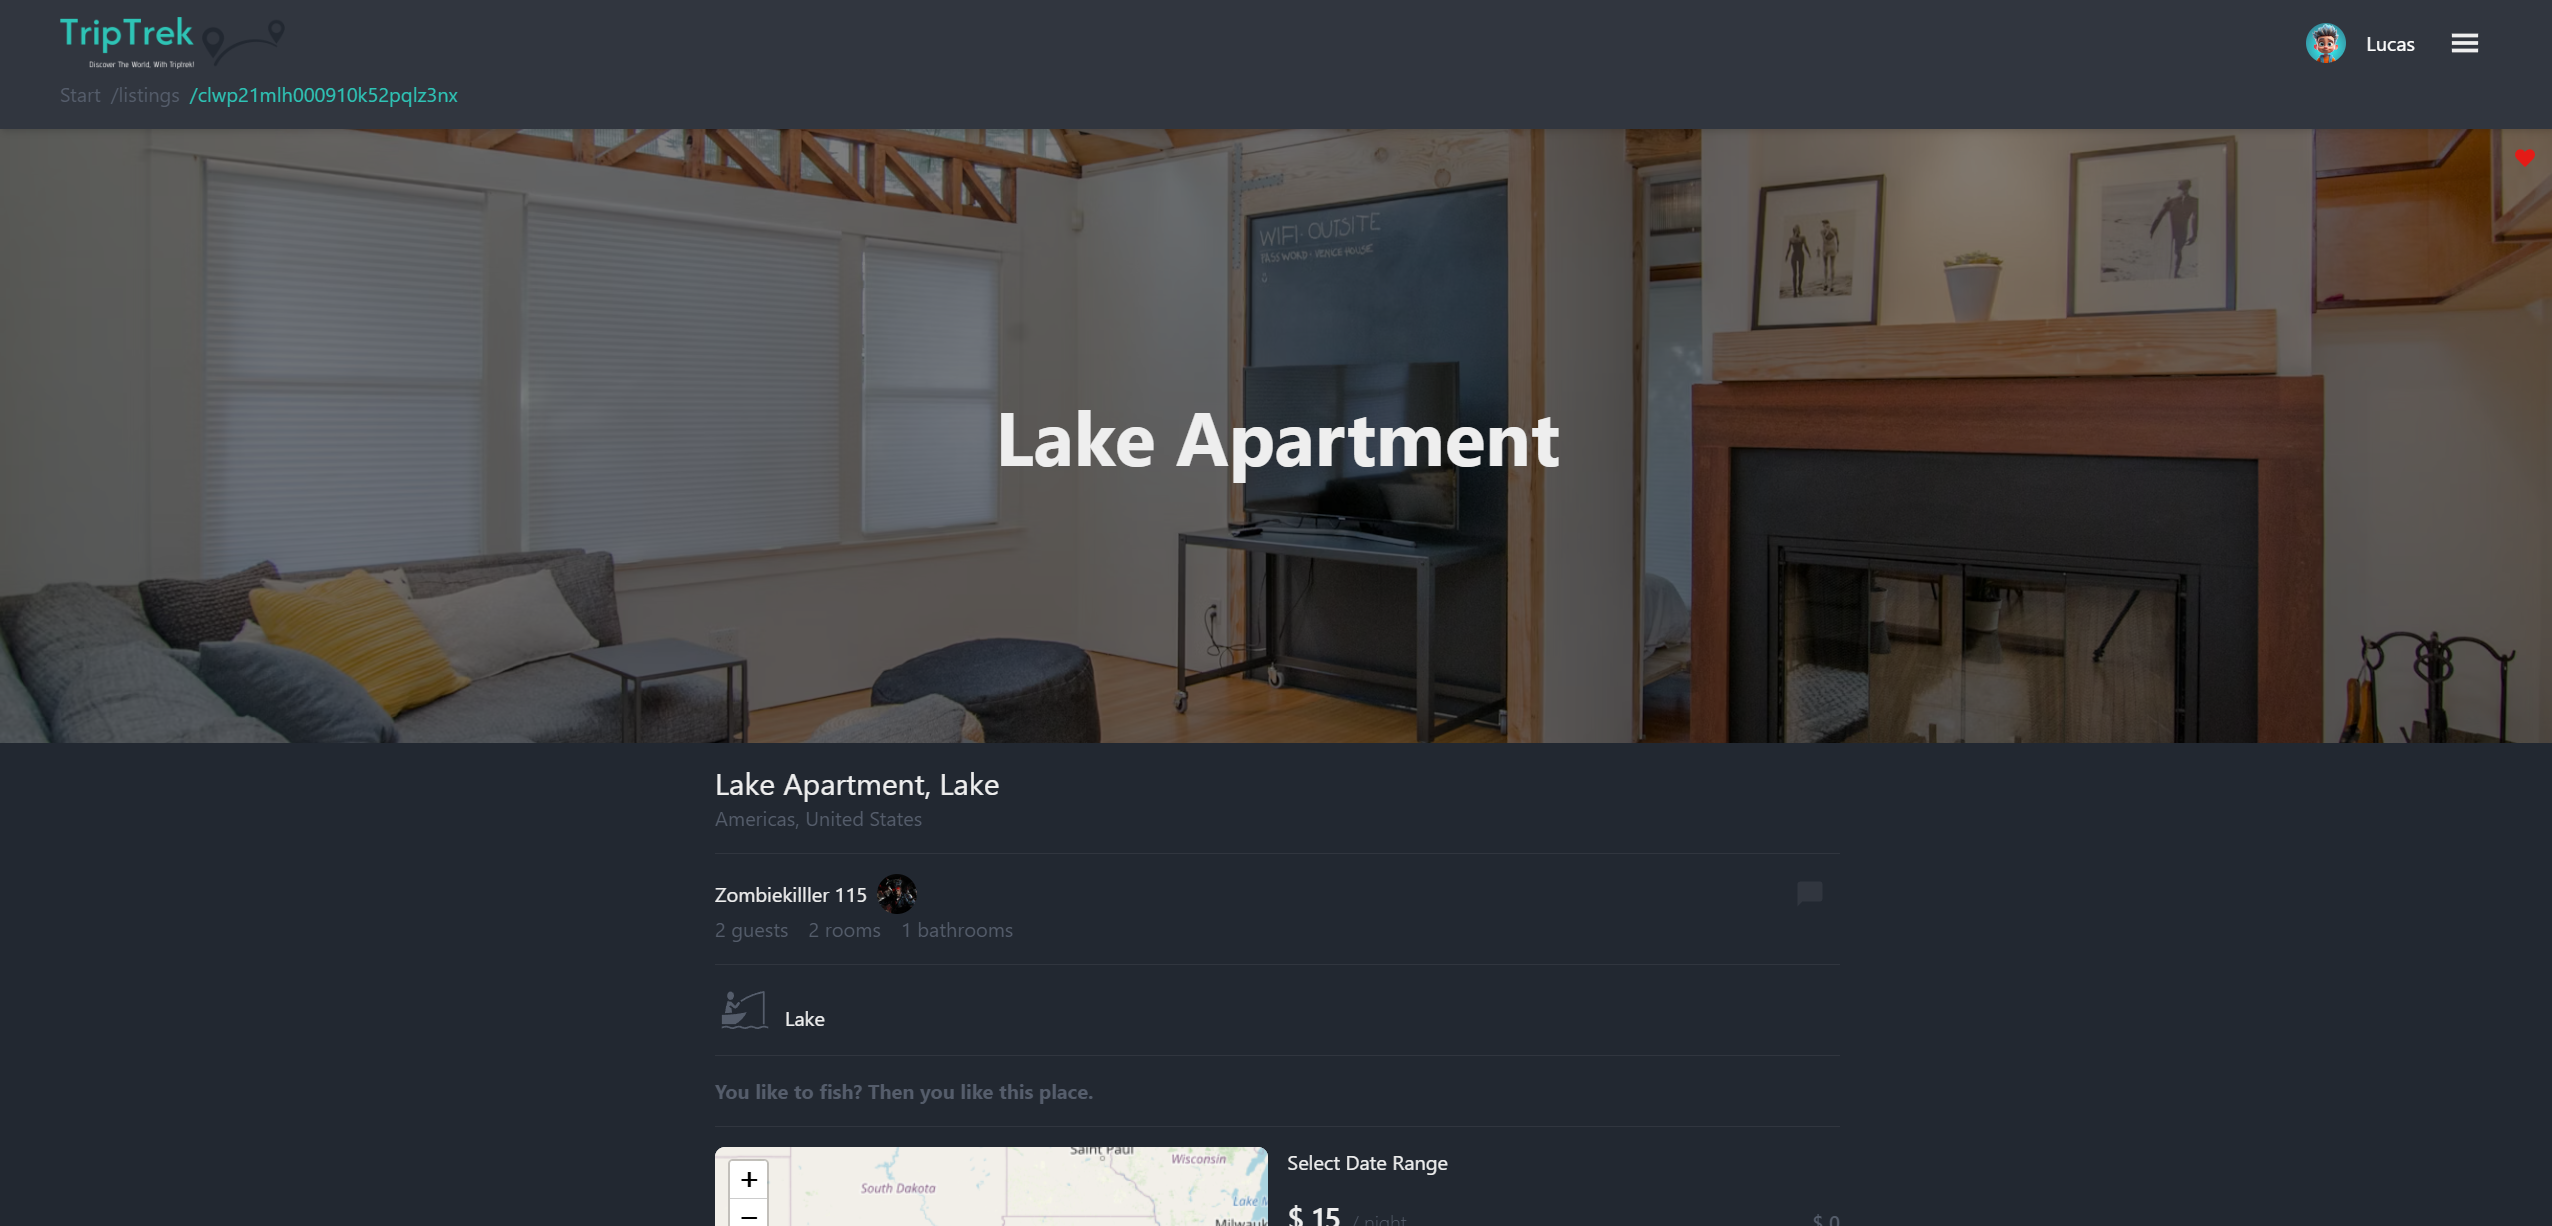 TripTrek
Discover The World, With Triptrek!
Lucas
Start /listings /clwp21mlh000910k52pqlz3nx
WIFI - OUTSITE
PASSWORD - VENICE HOUSE
Lake Apartment
Lake Apartment, Lake
Americas, United States
Zombiekilller 115
2 guests 2 rooms 1 bathrooms
Lake
You like to fish? Then you like this place.
+
−
Saint Paul
Wisconsin
South Dakota
Lake
Milwauk
Select Date Range
$ 15 / night
$ 0